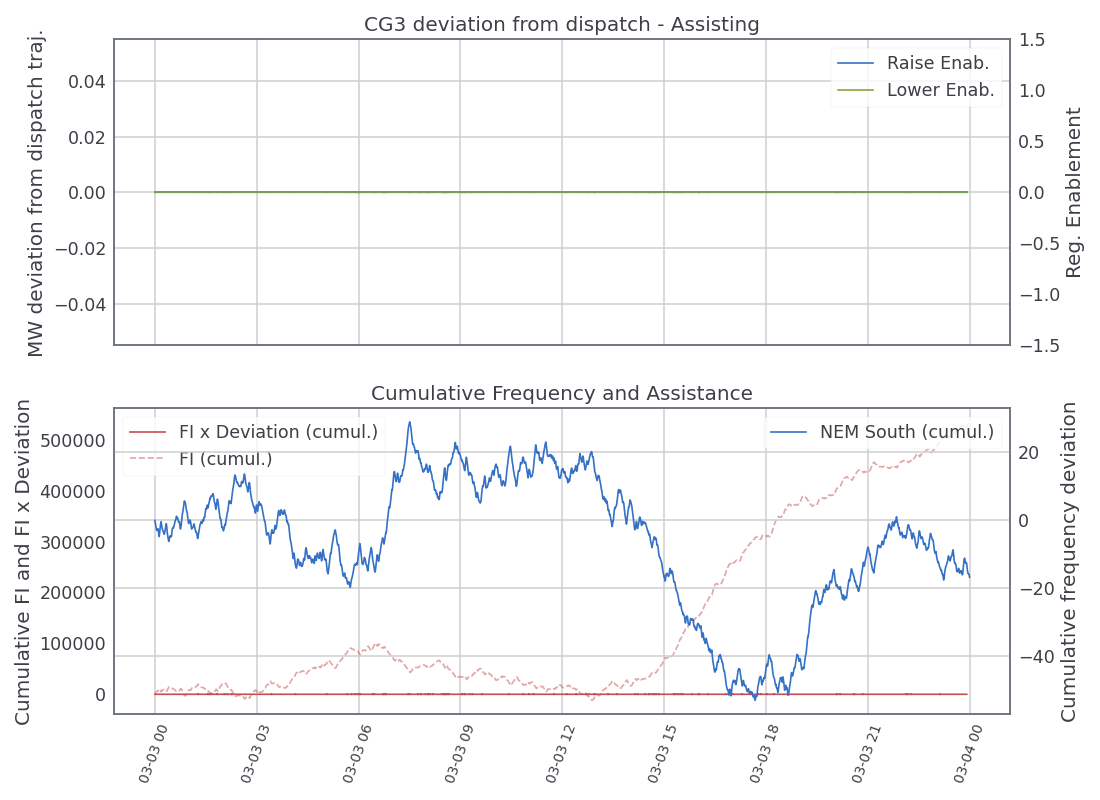 CG3 deviation from dispatch - Assisting
MW deviation from dispatch traj.
0.04
0.02
0.00
−0.02
−0.04
Raise Enab.
Lower Enab.
1.5
1.0
0.5
0.0
−0.5
−1.0
−1.5
Reg. Enablement
Cumulative Frequency and Assistance
Cumulative FI and FI x Deviation
500000
400000
300000
200000
100000
0
FI x Deviation (cumul.)
FI (cumul.)
NEM South (cumul.)
20
0
−20
−40
Cumulative frequency deviation
03-03 00
03-03 03
03-03 06
03-03 09
03-03 12
03-03 15
03-03 18
03-03 21
03-04 00